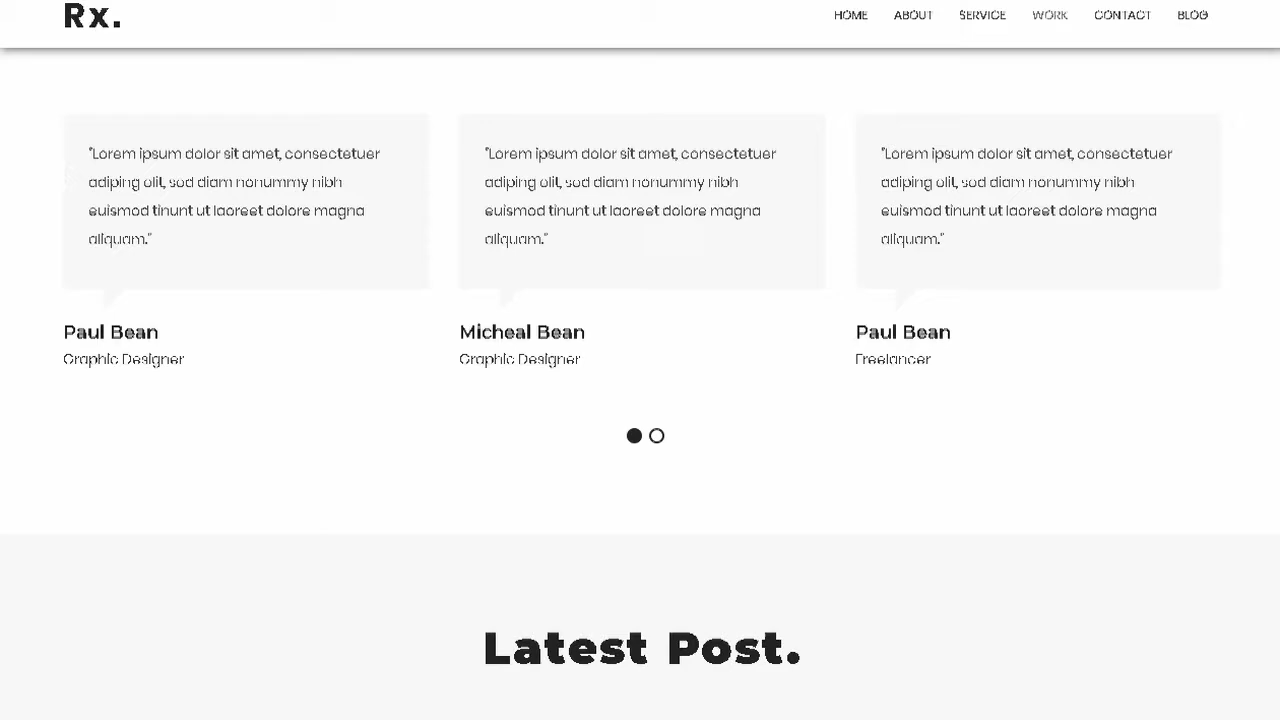 Rx.
HOME ABOUT SERVICE WORK CONTACT BLOG
"Lorem ipsum dolor sit amet, consectetuer
adiping olit, sod diam nonummy nibh
euismod tinunt ut laoreet dolore magna
aliquam."
Paul Bean
Graphic Designer
"Lorem ipsum dolor sit amet, consectetuer
adiping olit, sod diam nonummy nibh
euismod tinunt ut laoreet dolore magna
aliquam."
Micheal Bean
Graphic Designer
"Lorem ipsum dolor sit amet, consectetuer
adiping olit, sod diam nonummy nibh
euismod tinunt ut laoreet dolore magna
aliquam."
Paul Bean
Freelancer
Latest Post.